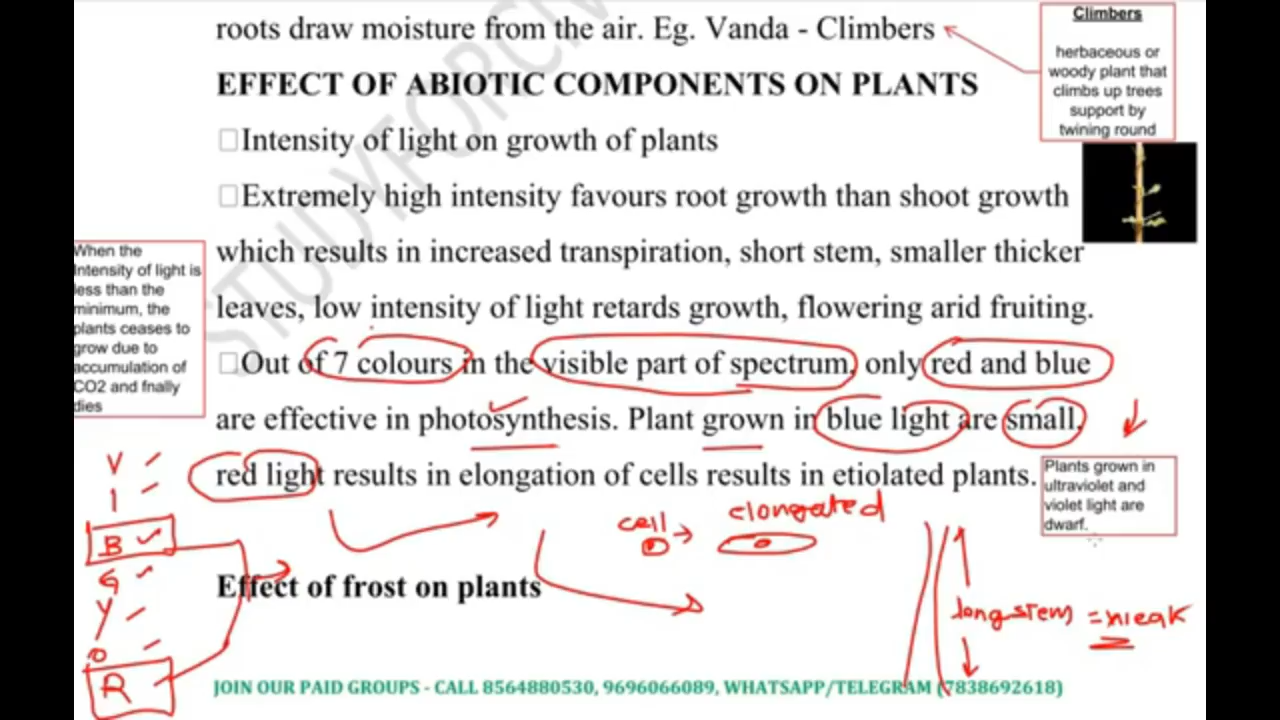 roots draw moisture from the air. Eg. Vanda - Climbers
Climbers
herbaceous or
woody plant that
climbs up trees
support by
twining round
EFFECT OF ABIOTIC COMPONENTS ON PLANTS
Intensity of light on growth of plants
Extremely high intensity favours root growth than shoot growth
which results in increased transpiration, short stem, smaller thicker
leaves, low intensity of light retards growth, flowering arid fruiting.
When the
Intensity of light is
less than the
minimum, the
plants ceases to
grow due to
accumulation of
CO2 and fnally
dies
Out of 7 colours in the visible part of spectrum, only red and blue
are effective in photosynthesis. Plant grown in blue light are small,
red light results in elongation of cells results in etiolated plants.
Plants grown in
ultraviolet and
violet light are
dwarf.
V
I
B
G
Y
O
R
cell → elongated
Effect of frost on plants
long stem = weak
JOIN OUR PAID GROUPS - CALL 8564880530, 9696066089, WHATSAPP/TELEGRAM (7838692618)
STUDYFORCIV